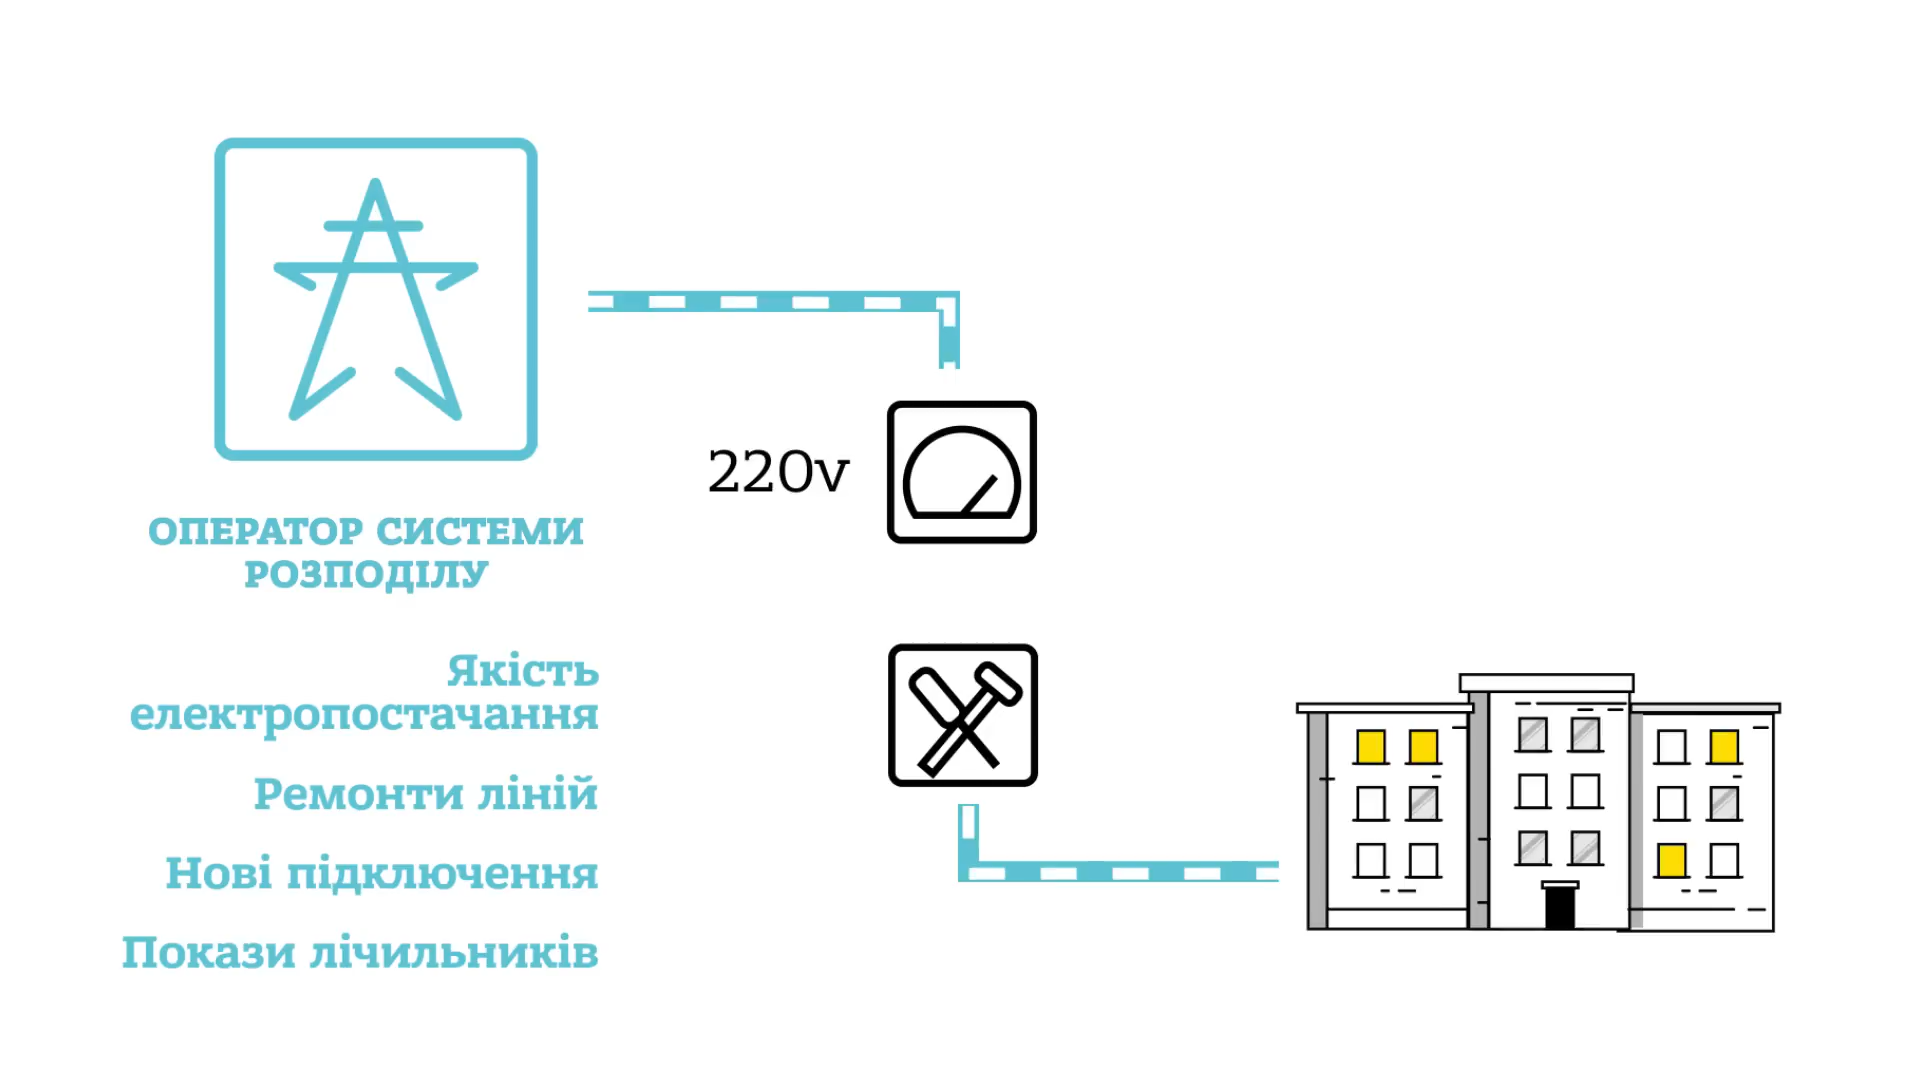 220v
ОПЕРАТОР СИСТЕМИ
РОЗПОДІЛУ
Якість
електропостачання
Ремонти ліній
Нові підключення
Покази лічильників